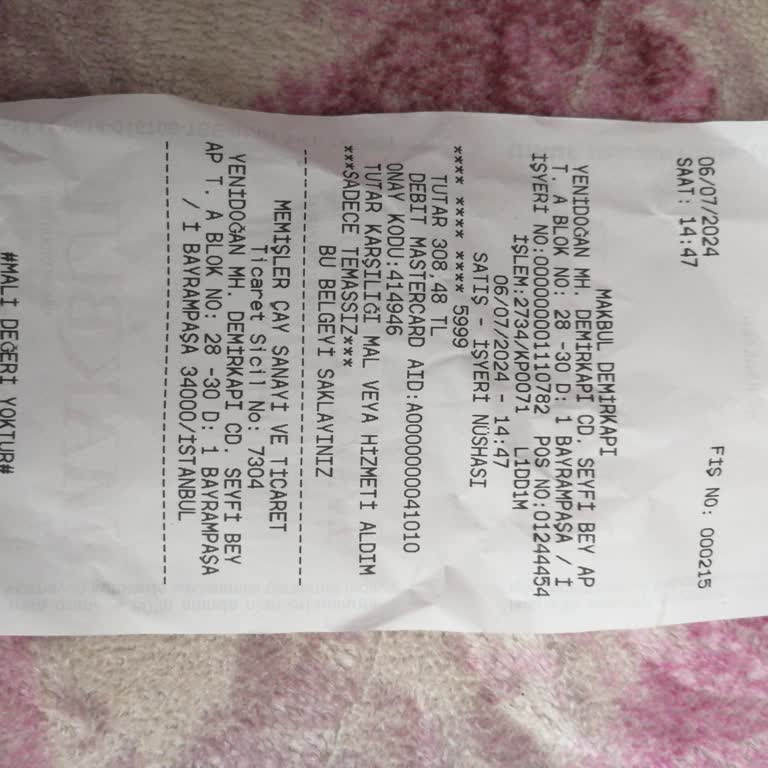 06/07/2024 FİŞ NO: 000215
SAAT: 14:47
MAKBUL DEMİRKAPI
YENİDOĞAN MH. DEMİRKAPI CD. SEYFİ BEY AP
T. A BLOK NO: 28 -30 D: 1 BAYRAMPAŞA / İ
İŞYERİ NO:000000001110782 POS NO:01244454
İŞLEM:2734/KP0071 L1DD1M
06/07/2024 - 14:47
SATIŞ - İŞYERİ NÜSHASI
**** **** **** 5999
TUTAR 308,48 TL
DEBIT MASTERCARD AID:A0000000041010
ONAY KODU:414946
TUTAR KARŞILIĞI MAL VEYA HİZMETİ ALDIM
***SADECE TEMASSIZ***
BU BELGEYİ SAKLAYINIZ
MEMİŞLER ÇAY SANAYİ VE TİCARET
Ticaret Sicil No: 7304
YENİDOĞAN MH. DEMİRKAPI CD. SEYFİ BEY
AP T. A BLOK NO: 28 -30 D: 1 BAYRAMPAŞA
/ İ BAYRAMPAŞA 34000/İSTANBUL
#MALİ DEĞERİ YOKTUR#